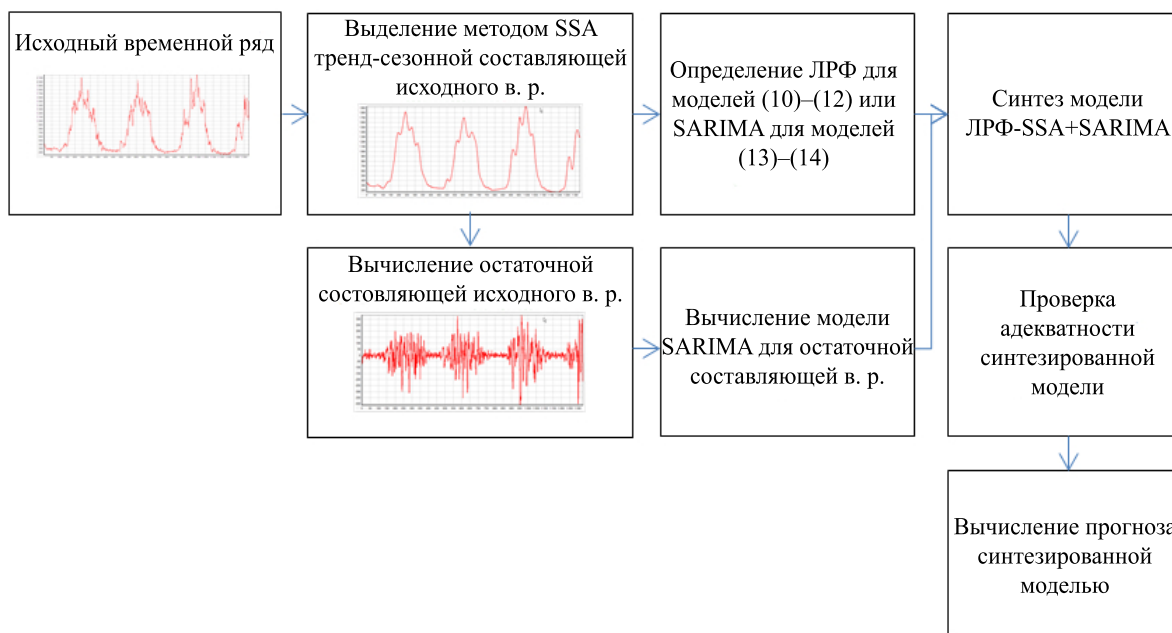 Исходный временной ряд
Выделение методом SSA
тренд-сезонной составляющей
исходного в. р.
Определение ЛРФ для
моделей (10)–(12) или
SARIMA для моделей
(13)–(14)
Синтез модели
ЛРФ-SSA+SARIMA
Вычисление остаточной
состовляющей исходного в. р.
Вычисление модели
SARIMA для остаточной
составляющей в. р.
Проверка
адекватности
синтезированной
модели
Вычисление прогноза
синтезированной
моделью